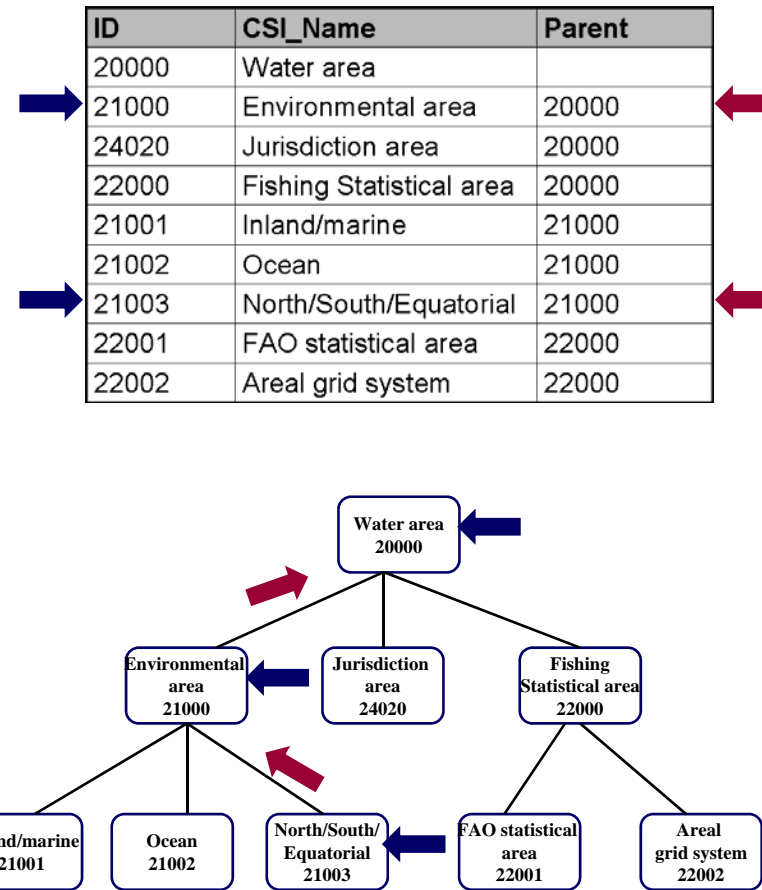 ID CSI_Name Parent
20000 Water area
21000 Environmental area 20000
24020 Jurisdiction area 20000
22000 Fishing Statistical area 20000
21001 Inland/marine 21000
21002 Ocean 21000
21003 North/South/Equatorial 21000
22001 FAO statistical area 22000
22002 Areal grid system 22000
Water area
20000
Environmental
area
21000
Jurisdiction
area
24020
Fishing
Statistical area
22000
nd/marine
21001
Ocean
21002
North/South/
Equatorial
21003
FAO statistical
area
22001
Areal
grid system
22002